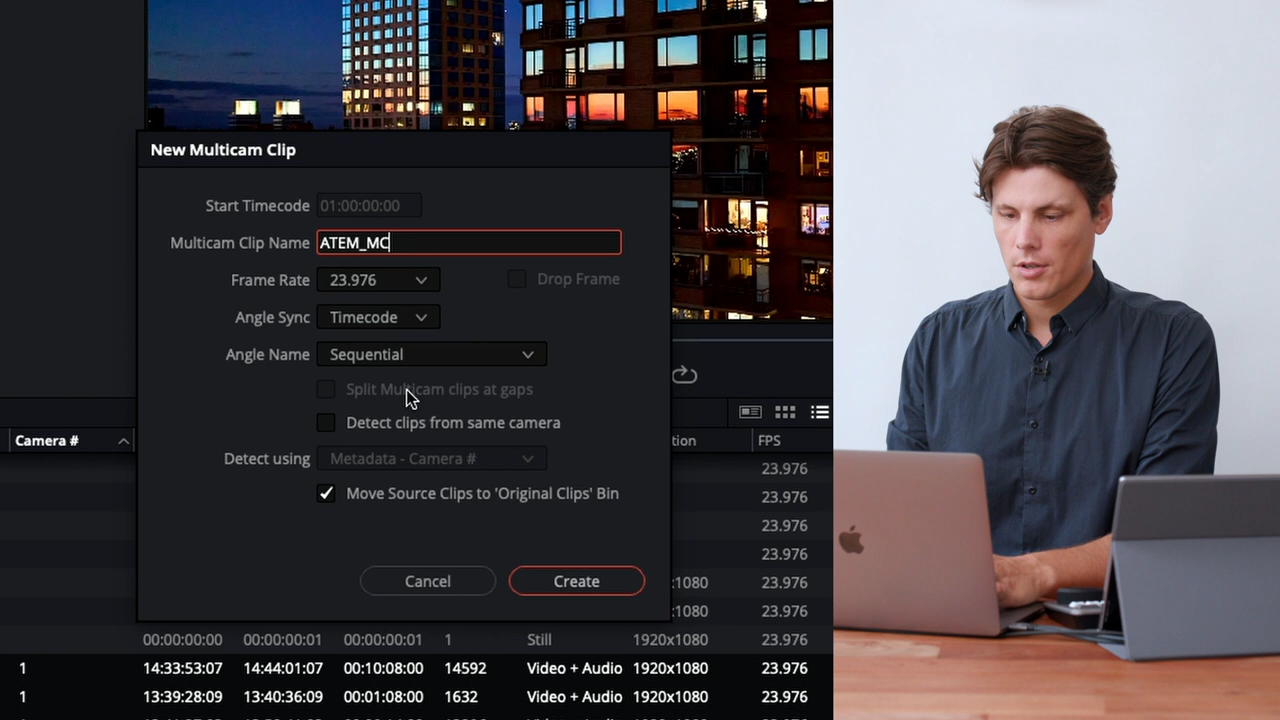 New Multicam Clip
Start Timecode 01:00:00:00
Multicam Clip Name ATEM_MC
Frame Rate 23.976 Drop Frame
Angle Sync Timecode
Angle Name Sequential
Split Multicam clips at gaps
Detect clips from same camera
Camera # tion FPS
Detect using Metadata - Camera #
23.976
Move Source Clips to 'Original Clips' Bin
23.976
23.976
23.976
Cancel Create
:1080 23.976
:1080 23.976
00:00:00:00 00:00:00:01 00:00:00:01 1 Still 1920x1080 23.976
1 14:33:53:07 14:44:01:07 00:10:08:00 14592 Video + Audio 1920x1080 23.976
1 13:39:28:09 13:40:36:09 00:01:08:00 1632 Video + Audio 1920x1080 23.976